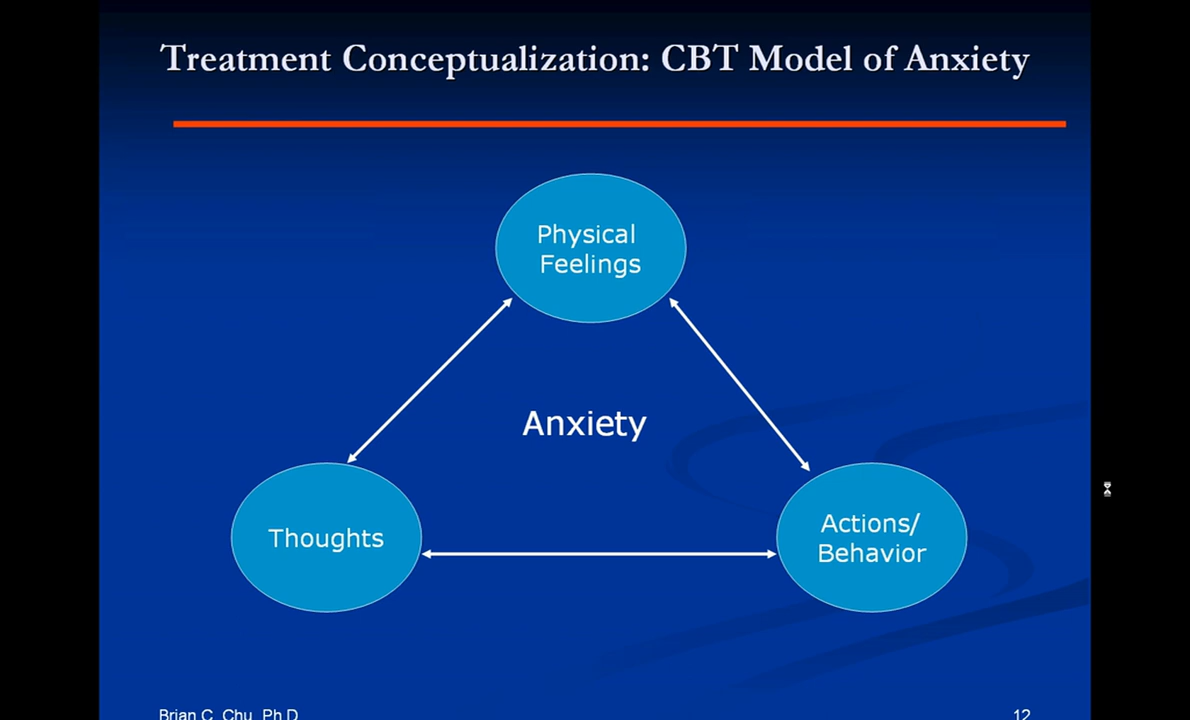 Treatment Conceptualization: CBT Model of Anxiety
Physical
Feelings
Anxiety
Thoughts
Actions/
Behavior
Brian C. Chu, Ph.D.
12